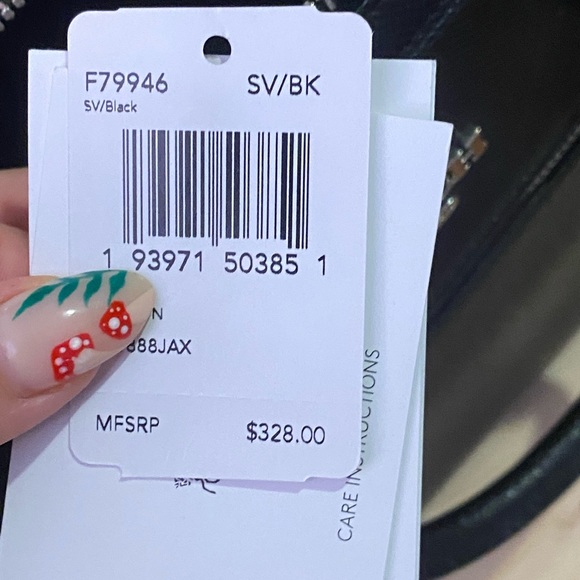 F79946 SV/BK
SV/Black
1 93971 50385 1
N
888JAX
MFSRP $328.00
CARE INSTRUCTIONS